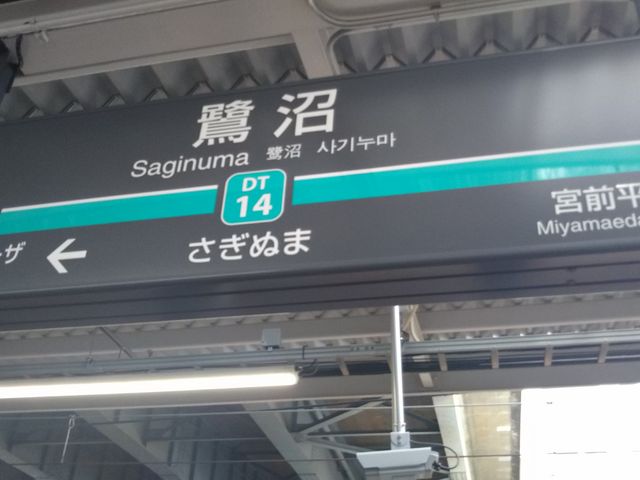 鷺沼
Saginuma 鹭沼 사기누마
DT
14
宮前平
Miyamaeda
ザ ←
さぎぬま